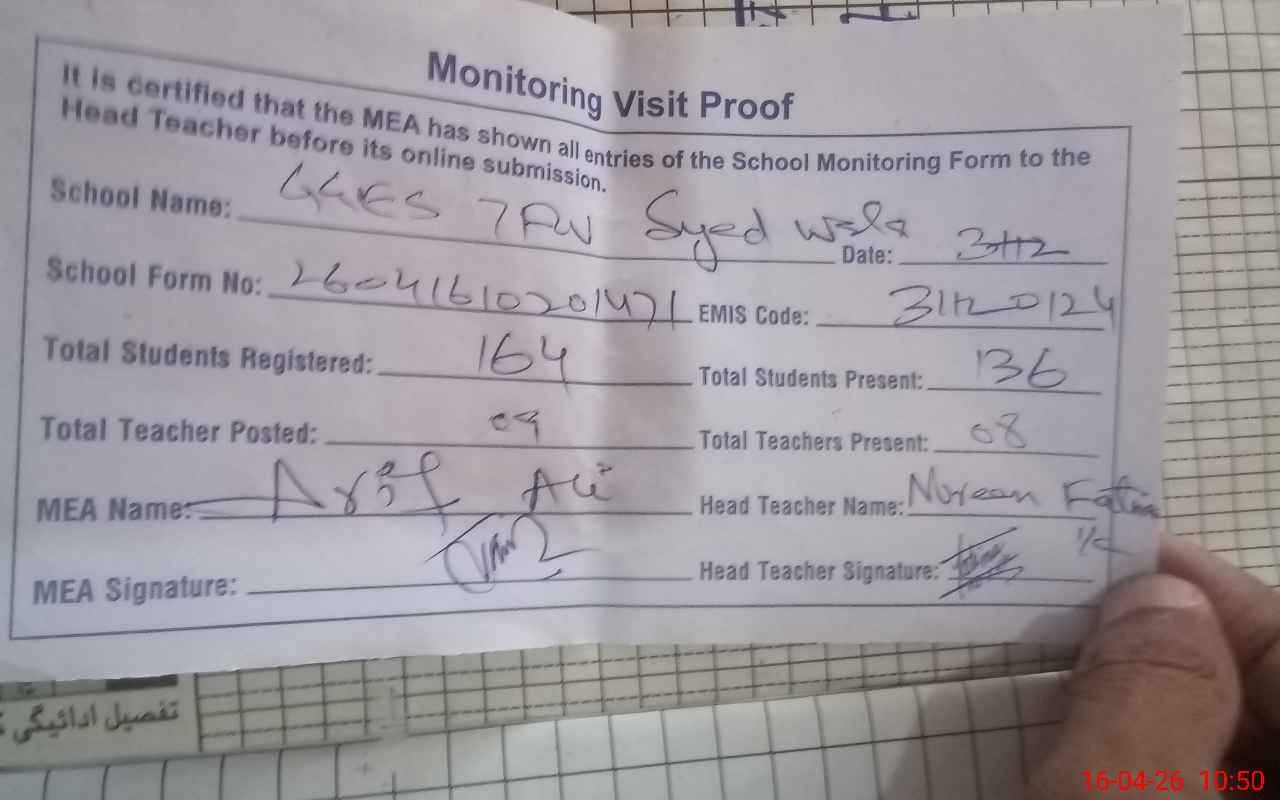 Monitoring Visit Proof
It is certified that the MEA has shown all entries of the School Monitoring Form to the
Head Teacher before its online submission.
School Name: GGES 7FW Syed wala
Date: 3112
School Form No: 26041610201471 EMIS Code: 31120124
Total Students Registered: 164 Total Students Present: 136
Total Teacher Posted: 09 Total Teachers Present: 08
MEA Name: Arif Ali Head Teacher Name: Noreen Fatima
I/C
MEA Signature: Head Teacher Signature:
تفصیل ادائیگی
16-04-26 10:50